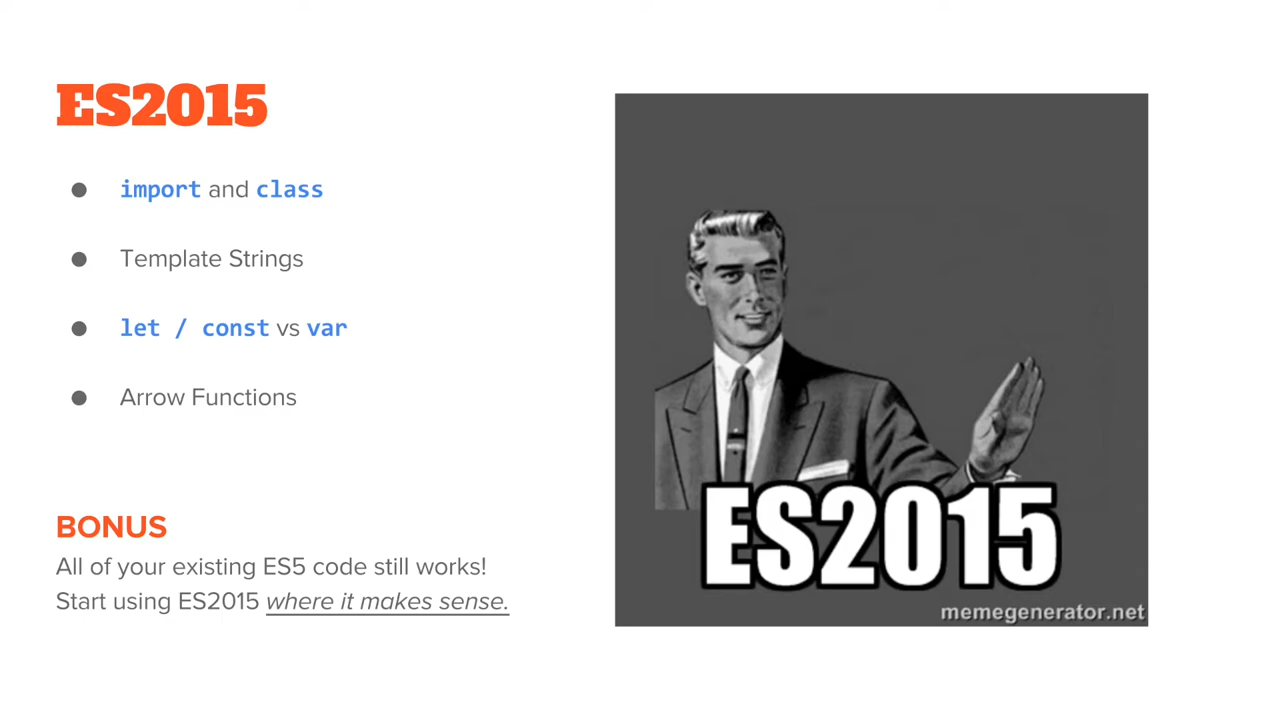 ES2015
● import and class
● Template Strings
● let / const vs var
● Arrow Functions
BONUS
All of your existing ES5 code still works!
Start using ES2015 where it makes sense.
ES2015
memegenerator.net